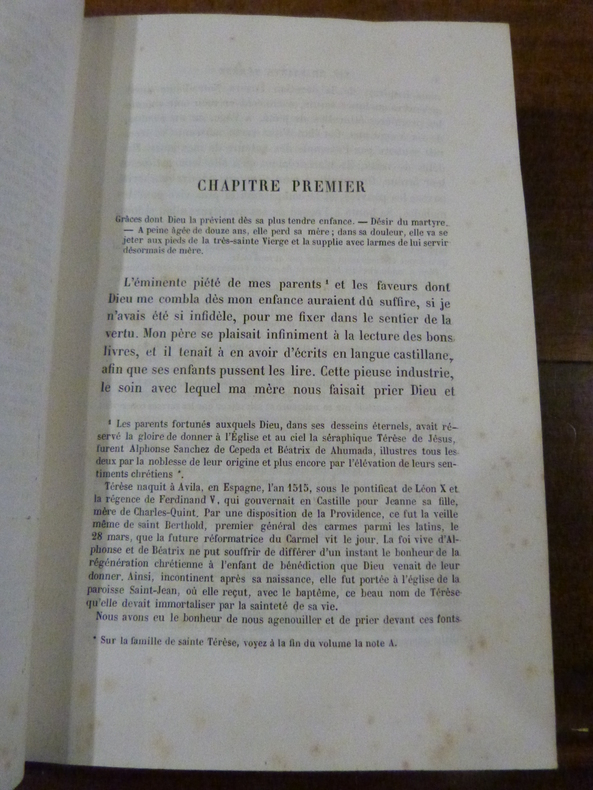 CHAPITRE PREMIER
Grâces dont Dieu la prévient dès sa plus tendre enfance. — Désir du martyre.
— A peine âgée de douze ans, elle perd sa mère ; dans sa douleur, elle va se
jeter aux pieds de la très-sainte Vierge et la supplie avec larmes de lui servir
désormais de mère.
L'éminente piété de mes parents ¹ et les faveurs dont
Dieu me combla dès mon enfance auraient dû suffire, si je
n'avais été si infidèle, pour me fixer dans le sentier de la
vertu. Mon père se plaisait infiniment à la lecture des bons
livres, et il tenait à en avoir d'écrits en langue castillane,
afin que ses enfants pussent les lire. Cette pieuse industrie,
le soin avec lequel ma mère nous faisait prier Dieu et
¹ Les parents fortunés auxquels Dieu, dans ses desseins éternels, avait ré-
servé la gloire de donner à l'Église et au ciel la séraphique Térèse de Jésus,
furent Alphonse Sanchez de Cepeda et Béatrix de Ahumada, illustres tous les
deux par la noblesse de leur origine et plus encore par l'élévation de leurs sen-
timents chrétiens *.
Térèse naquit à Avila, en Espagne, l'an 1515, sous le pontificat de Léon X et
la régence de Ferdinand V, qui gouvernait en Castille pour Jeanne sa fille,
mère de Charles-Quint. Par une disposition de la Providence, ce fut la veille
même de saint Berthold, premier général des carmes parmi les latins, le
28 mars, que la future réformatrice du Carmel vit le jour. La foi vive d'Al-
phonse et de Béatrix ne put souffrir de différer d'un instant le bonheur de la
régénération chrétienne à l'enfant de bénédiction que Dieu venait de leur
donner. Ainsi, incontinent après sa naissance, elle fut portée à l'église de la
paroisse Saint-Jean, où elle reçut, avec le baptême, ce beau nom de Térèse
qu'elle devait immortaliser par la sainteté de sa vie.
Nous avons eu le bonheur de nous agenouiller et de prier devant ces fonts
* Sur la famille de sainte Térèse, voyez à la fin du volume la note A.